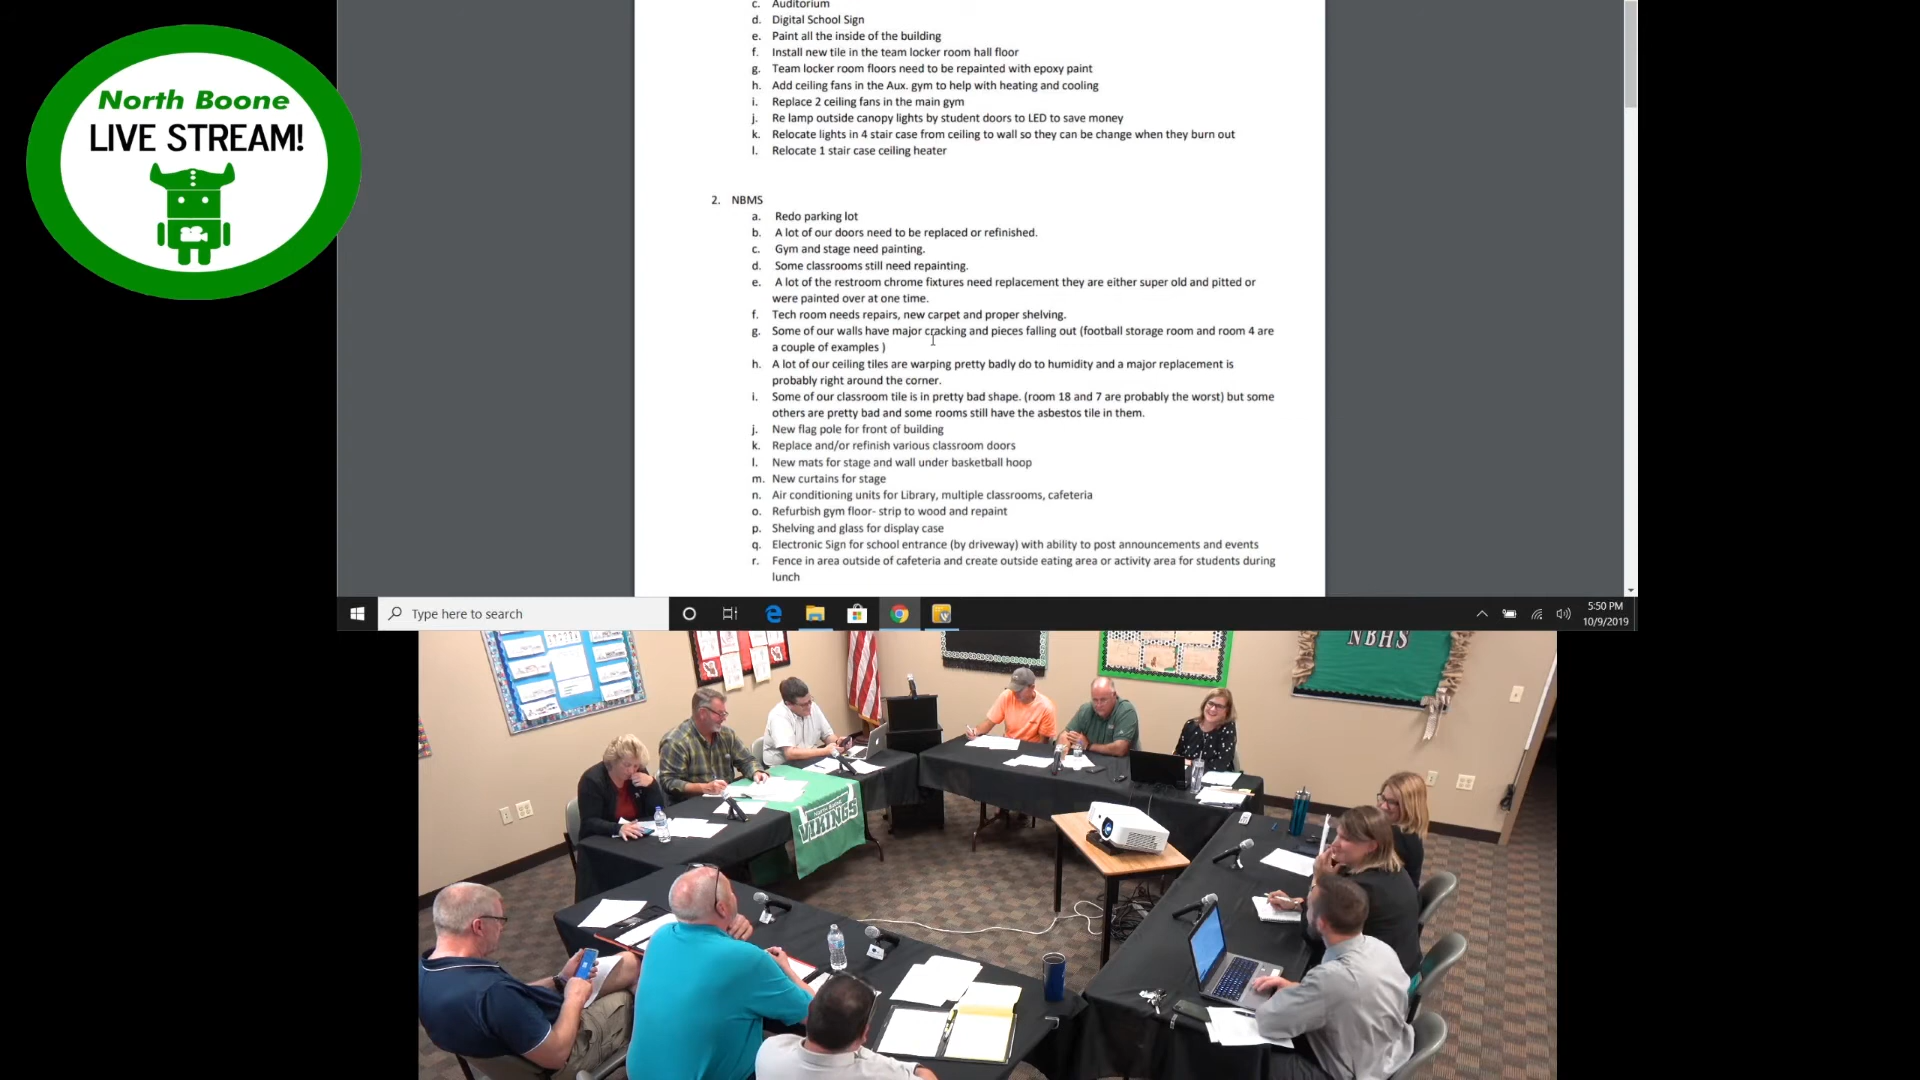 North Boone
LIVE STREAM!
c. Auditorium
d. Digital School Sign
e. Paint all the inside of the building
f. Install new tile in the team locker room hall floor
g. Team locker room floors need to be repainted with epoxy paint
h. Add ceiling fans in the Aux. gym to help with heating and cooling
i. Replace 2 ceiling fans in the main gym
j. Re lamp outside canopy lights by student doors to LED to save money
k. Relocate lights in 4 stair case from ceiling to wall so they can be change when they burn out
l. Relocate 1 stair case ceiling heater
2. NBMS
a. Redo parking lot
b. A lot of our doors need to be replaced or refinished.
c. Gym and stage need painting.
d. Some classrooms still need repainting.
e. A lot of the restroom chrome fixtures need replacement they are either super old and pitted or
were painted over at one time.
f. Tech room needs repairs, new carpet and proper shelving.
g. Some of our walls have major cracking and pieces falling out (football storage room and room 4 are
a couple of examples )
h. A lot of our ceiling tiles are warping pretty badly do to humidity and a major replacement is
probably right around the corner.
i. Some of our classroom tile is in pretty bad shape. (room 18 and 7 are probably the worst) but some
others are pretty bad and some rooms still have the asbestos tile in them.
j. New flag pole for front of building
k. Replace and/or refinish various classroom doors
l. New mats for stage and wall under basketball hoop
m. New curtains for stage
n. Air conditioning units for Library, multiple classrooms, cafeteria
o. Refurbish gym floor- strip to wood and repaint
p. Shelving and glass for display case
q. Electronic Sign for school entrance (by driveway) with ability to post announcements and events
r. Fence in area outside of cafeteria and create outside eating area or activity area for students during
lunch
Type here to search
5:50 PM
10/9/2019
NBHS
NORTH BOONE
VIKINGS